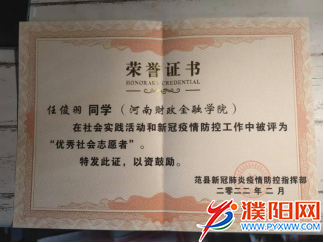 荣誉证书
HONORARY CREDENTIAL
任俊羽 同学（河南财政金融学院）
在社会实践活动和新冠疫情防控工作中被评为
“优秀社会志愿者”。
特发此证，以资鼓励。
范县新冠肺炎疫情防控指挥部
二〇二二年二月
濮阳网
www.pyxww.com